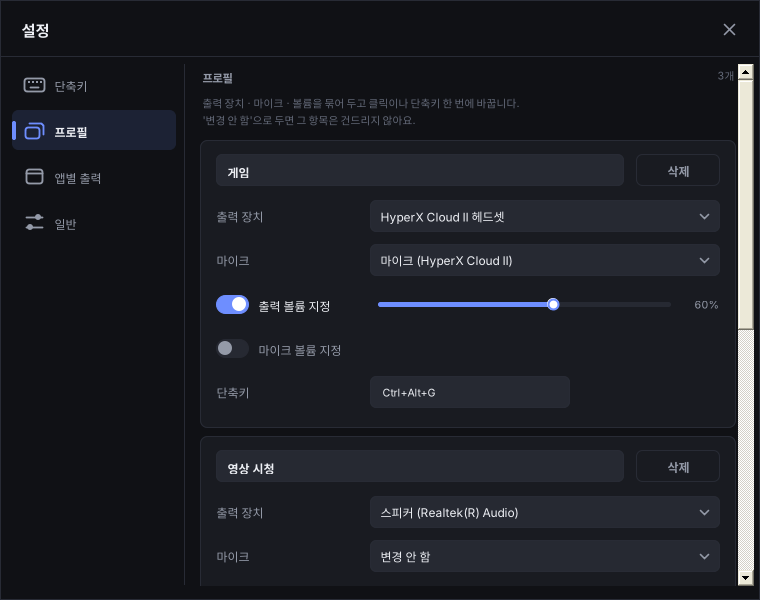 설정
단축키
프로필
앱별 출력
일반
프로필
3개
출력 장치 · 마이크 · 볼륨을 묶어 두고 클릭이나 단축키 한 번에 바꿉니다.
'변경 안 함'으로 두면 그 항목은 건드리지 않아요.
게임
삭제
출력 장치
HyperX Cloud II 헤드셋
마이크
마이크 (HyperX Cloud II)
출력 볼륨 지정
60%
마이크 볼륨 지정
단축키
Ctrl+Alt+G
영상 시청
삭제
출력 장치
스피커 (Realtek(R) Audio)
마이크
변경 안 함